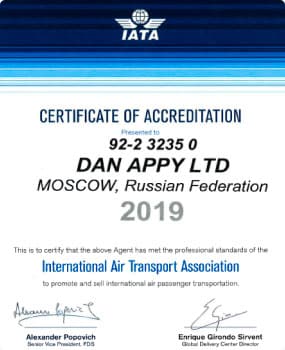 IATA
CERTIFICATE OF ACCREDITATION
Presented to
92-2 3235 0
DAN APPY LTD
MOSCOW, Russian Federation
2019
This is to certify that the above Agent has met the professional standards of the
International Air Transport Association
to promote and sell international air passenger transportation.
Alexander Popovich
Senior Vice President, FDS
Enrique Girondo Sirvent
Global Delivery Center Director